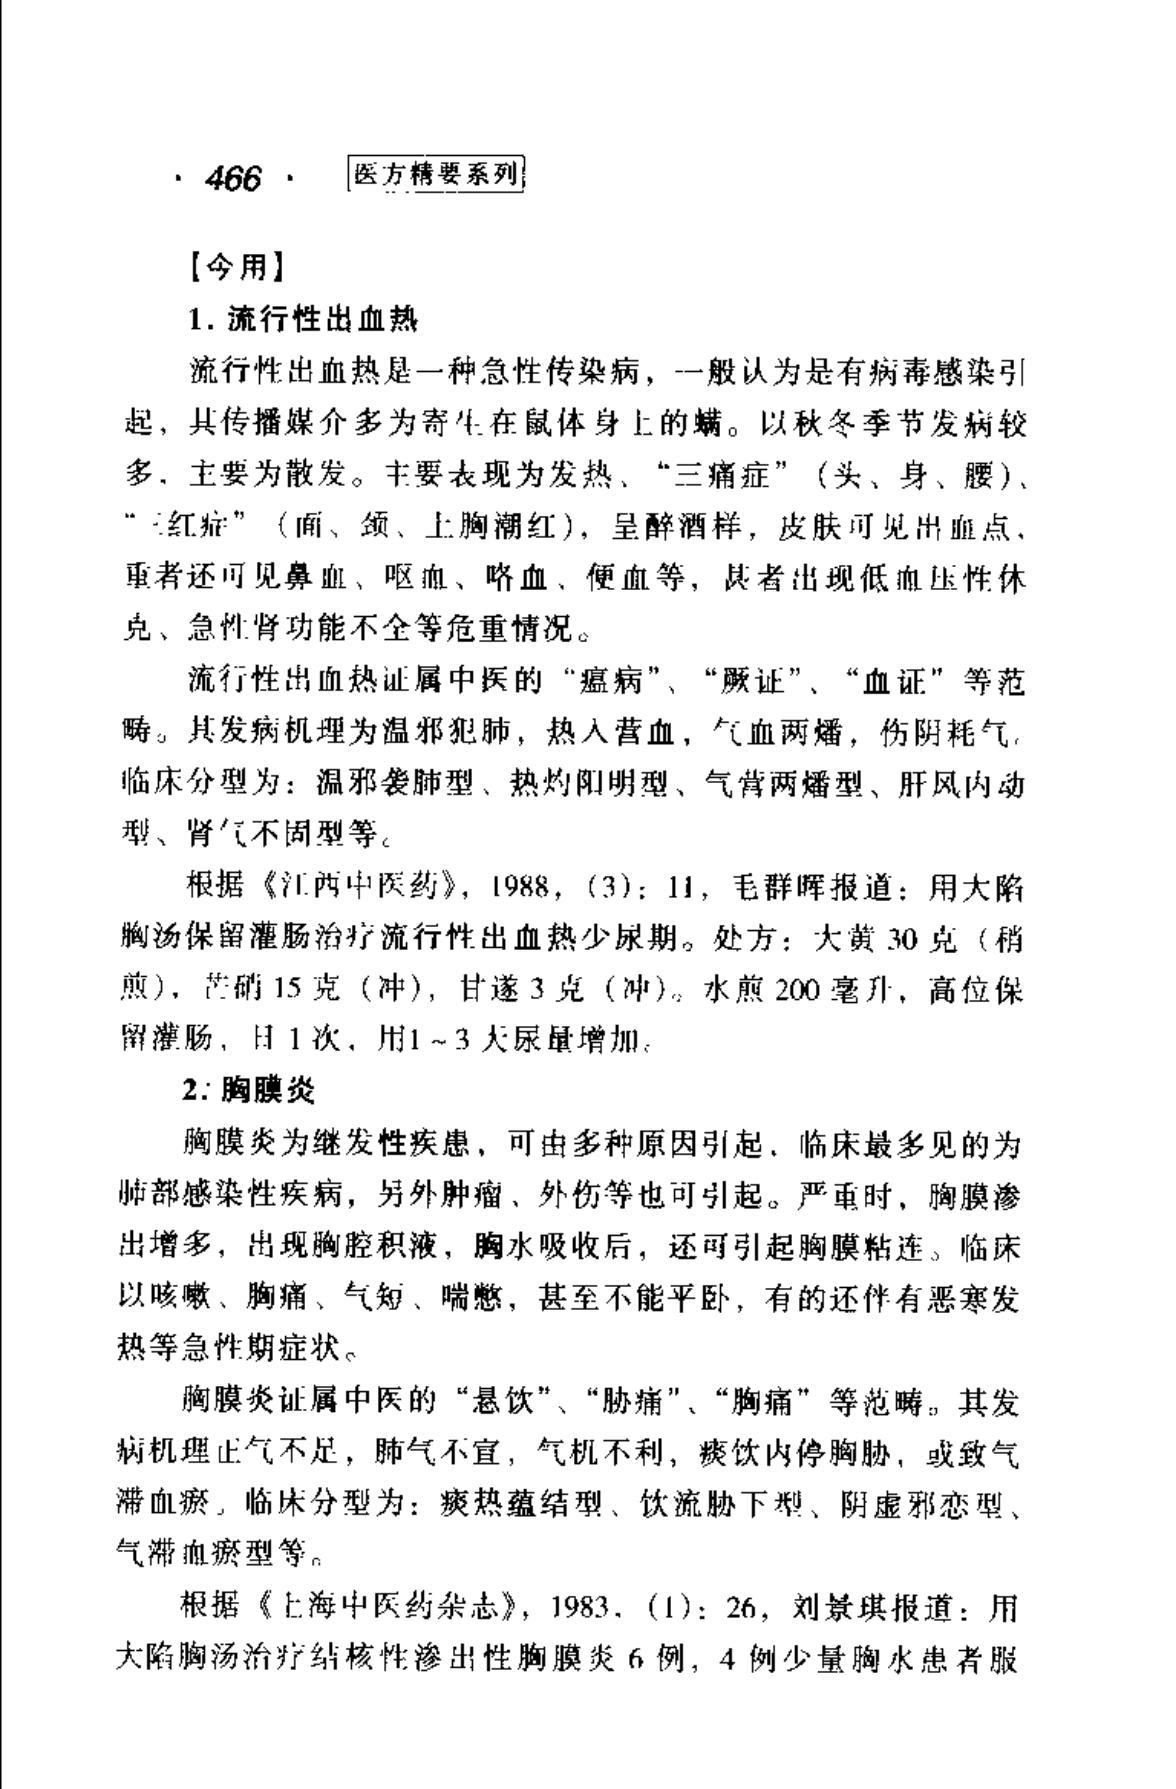 · 466 · 医方精要系列
【今用】
1. 流行性出血热
流行性出血热是一种急性传染病，一般认为是有病毒感染引
起，其传播媒介多为寄生在鼠体身上的螨。以秋冬季节发病较
多，主要为散发。主要表现为发热、“三痛症”（头、身、腰）、
“三红症”（面、颈、上胸潮红），呈醉酒样，皮肤可见出血点，
重者还可见鼻血、呕血、咯血、便血等，甚者出现低血压性休
克、急性肾功能不全等危重情况。
流行性出血热证属中医的“瘟病”、“厥证”、“血证”等范
畴。其发病机理为温邪犯肺，热入营血，气血两燔，伤阴耗气。
临床分型为：温邪袭肺型、热灼阳明型、气营两燔型、肝风内动
型、肾气不固型等。
根据《江西中医药》，1988，（3）：11，毛群晖报道：用大陷
胸汤保留灌肠治疗流行性出血热少尿期。处方：大黄 30 克（稍
煎），芒硝 15 克（冲），甘遂 3 克（冲）。水煎 200 毫升，高位保
留灌肠，日 1 次，用1～3 天尿量增加。
2. 胸膜炎
胸膜炎为继发性疾患，可由多种原因引起，临床最多见的为
肺部感染性疾病，另外肿瘤、外伤等也可引起。严重时，胸膜渗
出增多，出现胸腔积液，胸水吸收后，还可引起胸膜粘连。临床
以咳嗽、胸痛、气短、喘憋，甚至不能平卧，有的还伴有恶寒发
热等急性期症状。
胸膜炎证属中医的“悬饮”、“胁痛”、“胸痛”等范畴。其发
病机理正气不足，肺气不宣，气机不利，痰饮内停胸胁，或致气
滞血瘀。临床分型为：痰热蕴结型、饮流胁下型、阴虚邪恋型、
气滞血瘀型等。
根据《上海中医药杂志》，1983，（1）：26，刘景琪报道：用
大陷胸汤治疗结核性渗出性胸膜炎 6 例，4 例少量胸水患者服